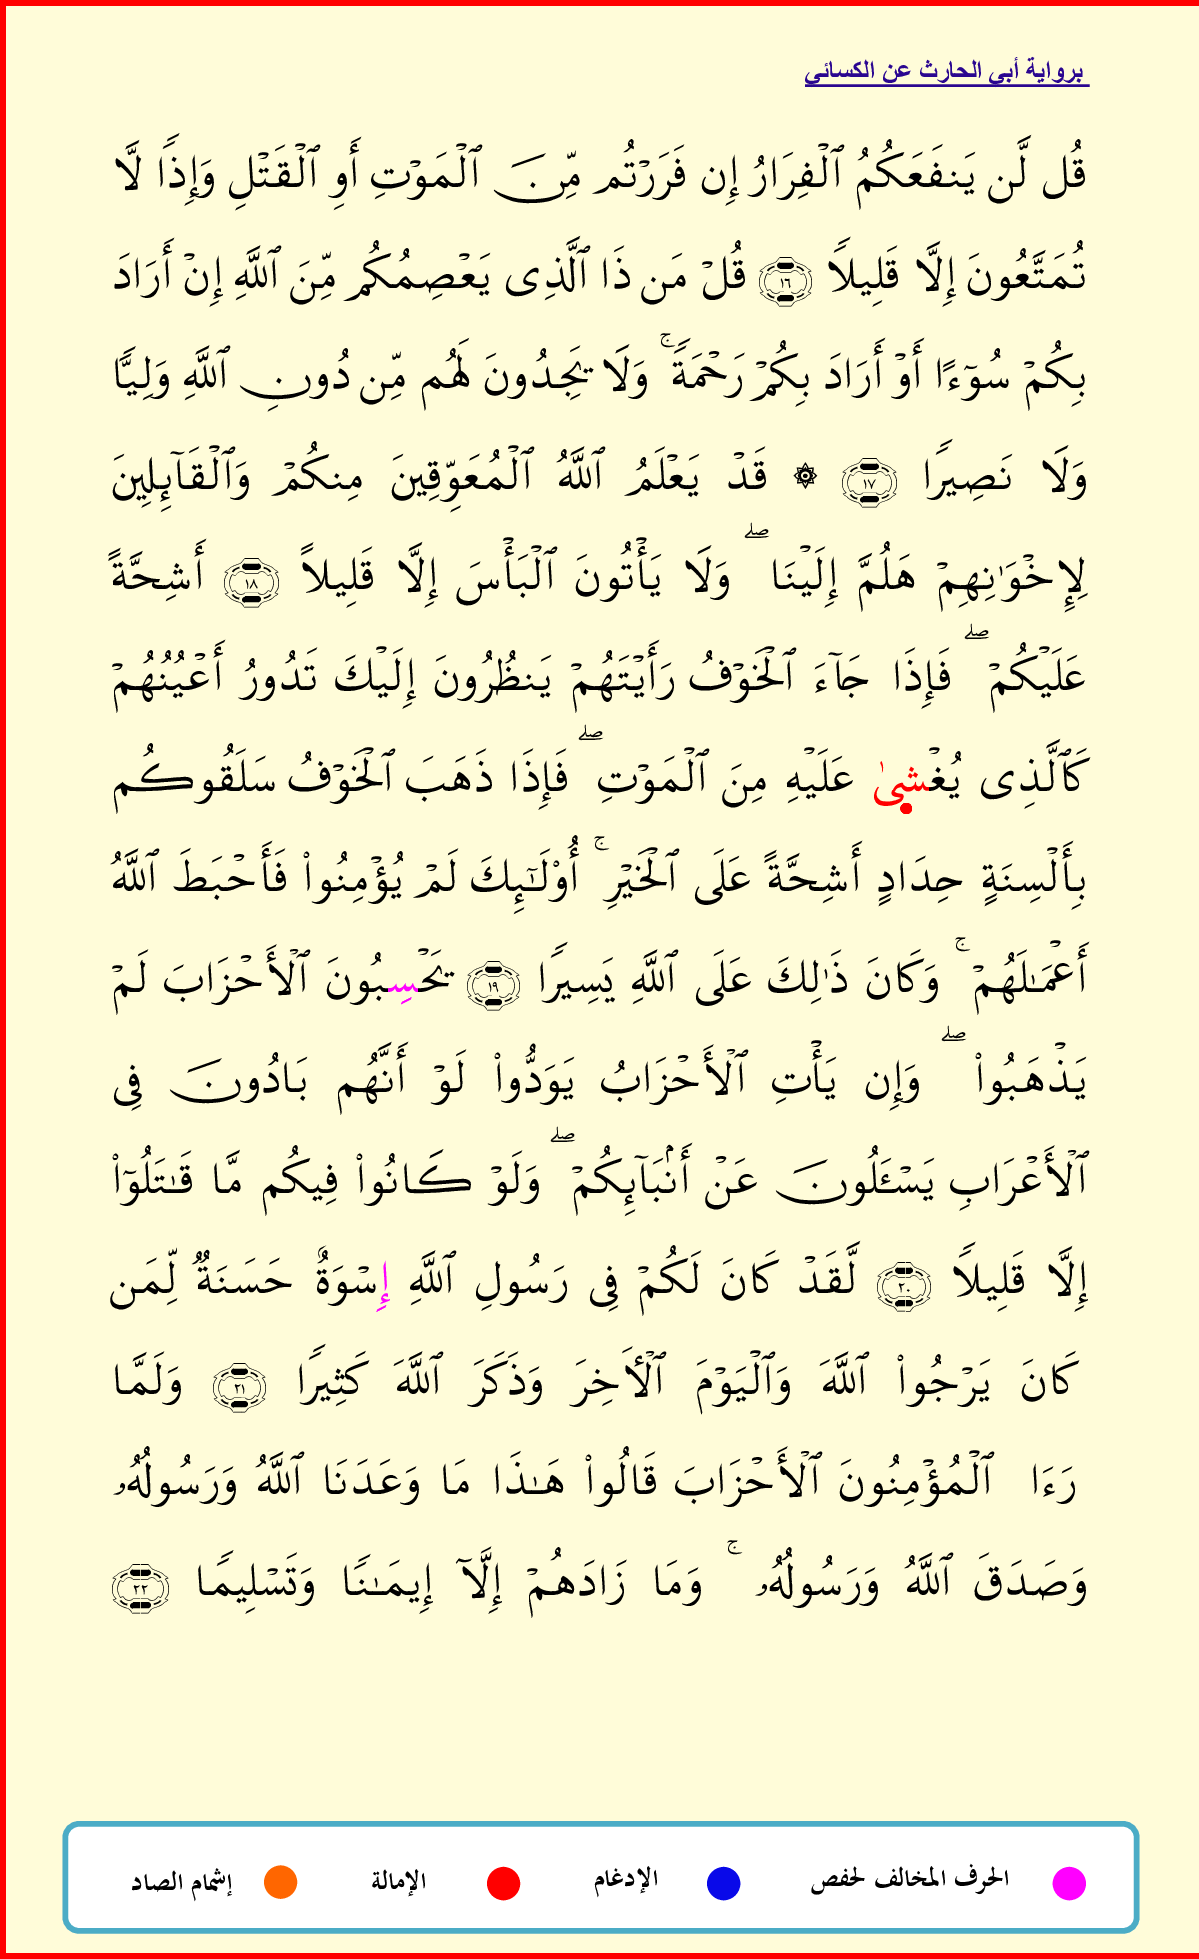 برواية أبي الحارث عن الكسائي
قُل لَّن يَنفَعَكُمُ ٱلْفِرَارُ إِن فَرَرْتُم مِّنَ ٱلْمَوْتِ أَوِ ٱلْقَتْلِ وَإِذًا لَّا
تُمَتَّعُونَ إِلَّا قَلِيلًا ١٦ قُلْ مَن ذَا ٱلَّذِى يَعْصِمُكُم مِّنَ ٱللَّهِ إِنْ أَرَادَ
بِكُمْ سُوٓءًا أَوْ أَرَادَ بِكُمْ رَحْمَةً ۚ وَلَا يَجِدُونَ لَهُم مِّن دُونِ ٱللَّهِ وَلِيًّا
وَلَا نَصِيرًا ١٧ ۞ قَدْ يَعْلَمُ ٱللَّهُ ٱلْمُعَوِّقِينَ مِنكُمْ وَٱلْقَآئِلِينَ
لِإِخْوَٰنِهِمْ هَلُمَّ إِلَيْنَا ۖ وَلَا يَأْتُونَ ٱلْبَأْسَ إِلَّا قَلِيلًا ١٨ أَشِحَّةً
عَلَيْكُمْ ۖ فَإِذَا جَآءَ ٱلْخَوْفُ رَأَيْتَهُمْ يَنظُرُونَ إِلَيْكَ تَدُورُ أَعْيُنُهُمْ
كَٱلَّذِى يُغْشِىٰ عَلَيْهِ مِنَ ٱلْمَوْتِ ۖ فَإِذَا ذَهَبَ ٱلْخَوْفُ سَلَقُوكُم
بِأَلْسِنَةٍ حِدَادٍ أَشِحَّةً عَلَى ٱلْخَيْرِ ۚ أُو۟لَٰٓئِكَ لَمْ يُؤْمِنُوا۟ فَأَحْبَطَ ٱللَّهُ
أَعْمَٰلَهُمْ ۚ وَكَانَ ذَٰلِكَ عَلَى ٱللَّهِ يَسِيرًا ١٩ يَحْسِبُونَ ٱلْأَحْزَابَ لَمْ
يَذْهَبُوا۟ ۖ وَإِن يَأْتِ ٱلْأَحْزَابُ يَوَدُّوا۟ لَوْ أَنَّهُم بَادُونَ فِى
ٱلْأَعْرَابِ يَسْـَٔلُونَ عَنْ أَنۢبَآئِكُمْ ۖ وَلَوْ كَانُوا۟ فِيكُم مَّا قَٰتَلُوٓا۟
إِلَّا قَلِيلًا ٢٠ لَّقَدْ كَانَ لَكُمْ فِى رَسُولِ ٱللَّهِ إِسْوَةٌ حَسَنَةٌ لِّمَن
كَانَ يَرْجُوا۟ ٱللَّهَ وَٱلْيَوْمَ ٱلْأَخِرَ وَذَكَرَ ٱللَّهَ كَثِيرًا ٢١ وَلَمَّا
رَءَا ٱلْمُؤْمِنُونَ ٱلْأَحْزَابَ قَالُوا۟ هَـٰذَا مَا وَعَدَنَا ٱللَّهُ وَرَسُولُهُۥ
وَصَدَقَ ٱللَّهُ وَرَسُولُهُۥ ۚ وَمَا زَادَهُمْ إِلَّآ إِيمَـٰنًا وَتَسْلِيمًا ٢٢
الحرف المخالف لحفص الإدغام الإمالة إشمام الصاد